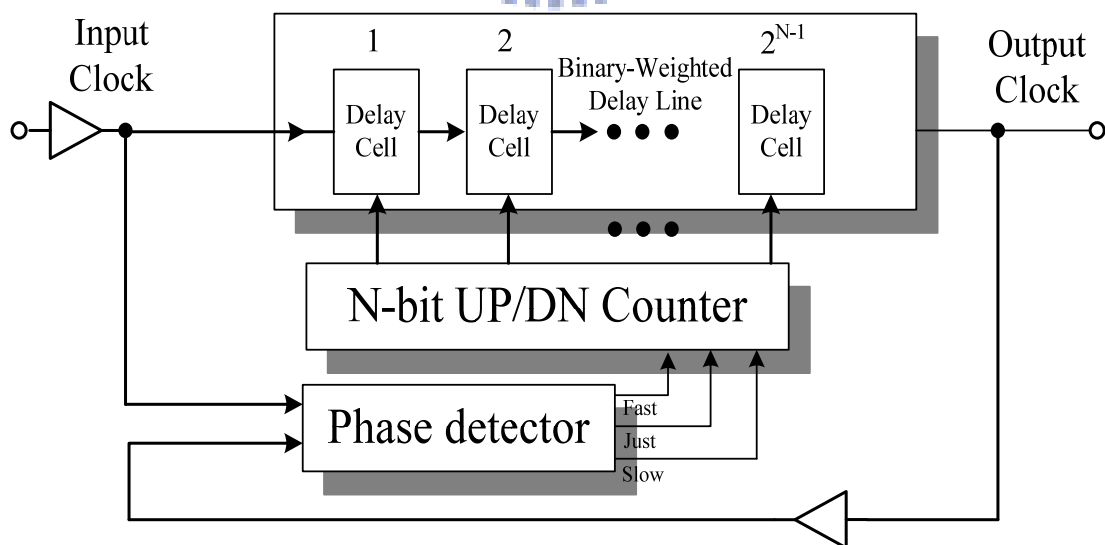 Input
Clock
1
2
2^{N-1}
Binary-Weighted
Delay Line
Output
Clock
Delay
Cell
Delay
Cell
Delay
Cell
N-bit UP/DN Counter
Phase detector
Fast
Just
Slow